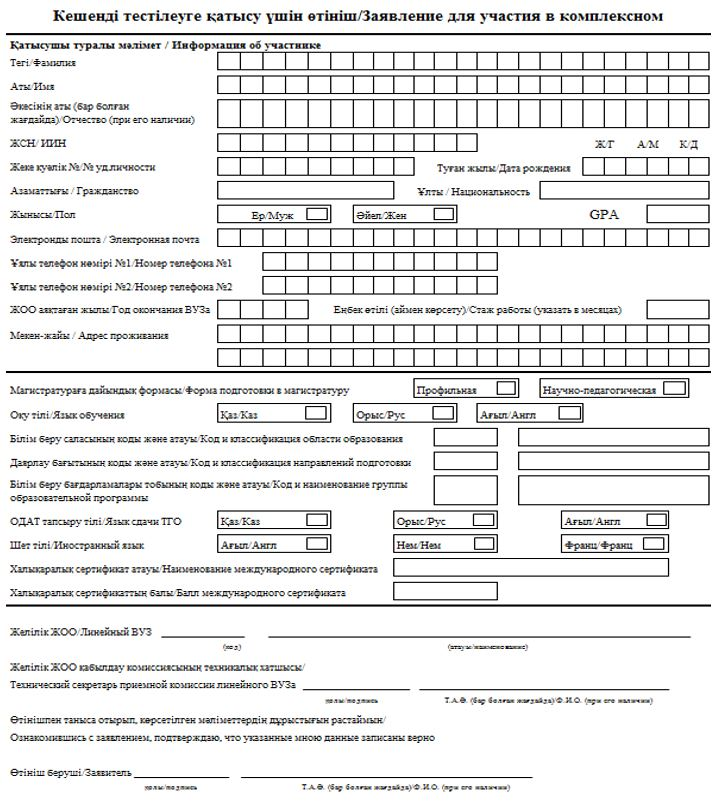 Кешенді тестілеуге қатысу үшін өтініш/Заявление для участия в комплексном
Қатысушы туралы мәлімет / Информация об участнике
Тегі/Фамилия
Аты/Имя
Әкесінің аты (бар болған
жағдайда)/Отчество (при его наличии)
ЖСН/ ИИН
Ж/Г А/М К/Д
Жеке куәлік №/№ уд.личности Туған жылы/Дата рождения
Азаматтығы / Гражданство Ұлты / Национальность
Жынысы/Пол Ер/Муж Әйел/Жен GPA
Электронды пошта / Электронная почта
Ұялы телефон нөмірі №1/Номер телефона №1
Ұялы телефон нөмірі №2/Номер телефона №2
ЖОО аяқтаған жылы/Год окончания ВУЗа Еңбек өтілі (аймен көрсету)/Стаж работы (указать в месяцах)
Мекен-жайы / Адрес проживания
Магистратураға дайындық формасы/Форма подготовки в магистратуру Профильная Научно-педагогическая
Оқу тілі/Язык обучения Қаз/Каз Орыс/Рус Ағыл/Англ
Білім беру саласының коды және атауы/Код и классификация области образования
Даярлау бағытының коды және атауы/Код и классификация направлений подготовки
Білім беру бағдарламалары тобының коды және атауы/Код и наименование группы
образовательной программы
ОДАТ тапсыру тілі/Язык сдачи ТГО Қаз/Каз Орыс/Рус Ағыл/Англ
Шет тілі/Иностранный язык Ағыл/Англ Нем/Нем Франц/Франц
Халықаралық сертификат атауы/Наименование международного сертификата
Халықаралық сертификаттың балы/Балл международного сертификата
Желілік ЖОО/Линейный ВУЗ
(код) (атауы/наименование)
Желілік ЖОО қабылдау комиссиясының техникалық хатшысы/
Технический секретарь приемной комиссии линейного ВУЗа
қолы/подпись Т.А.Ә. (бар болған жағдайда)/Ф.И.О. (при его наличии)
Өтінішпен таныса отырып, көрсетілген мәліметтердің дұрыстығын растаймын/
Ознакомившись с заявлением, подтверждаю, что указанные мною данные записаны верно
Өтініш беруші/Заявитель
қолы/подпись Т.А.Ә. (бар болған жағдайда)/Ф.И.О. (при его наличии)